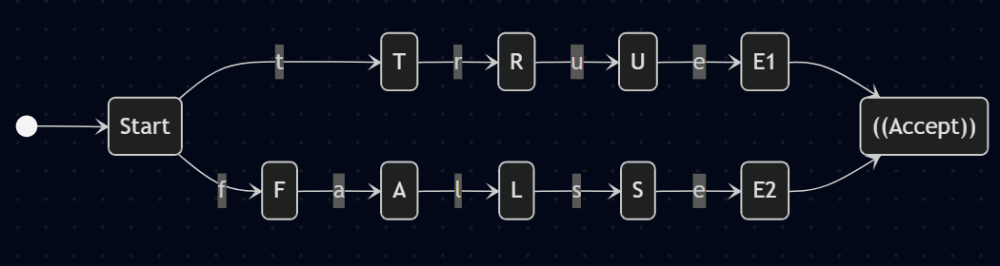 t T r R u U e E1
Start ((Accept))
f F a A l L s S e E2